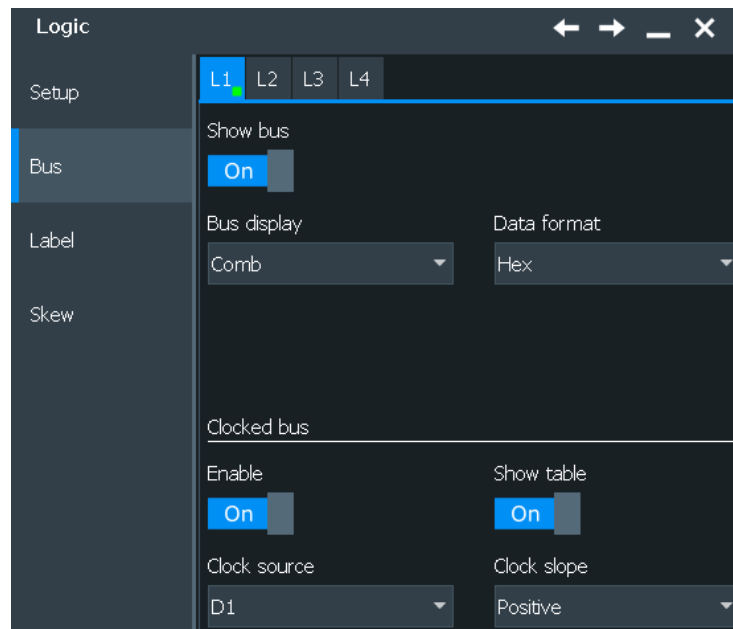 Logic
Setup
Bus
Label
Skew
L1 L2 L3 L4
Show bus
On
Bus display Data format
Comb Hex
Clocked bus
Enable Show table
On On
Clock source Clock slope
D1 Positive